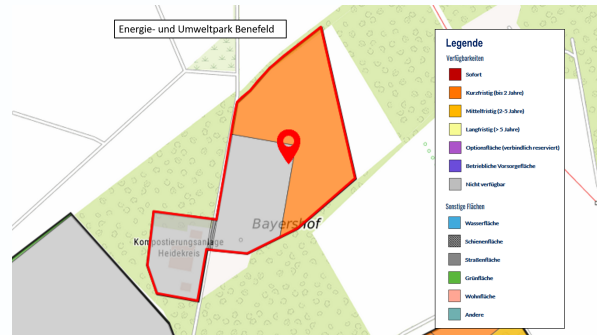 Energie- und Umweltpark Benefeld
Bayershof
Kompostierungsanlage
Heidekreis
Legende
Verfügbarkeiten
Sofort
Kurzfristig (bis 2 Jahre)
Mittelfristig (2-5 Jahre)
Langfristig (> 5 Jahre)
Optionsfläche (verbindlich reserviert)
Betriebliche Vorsorgefläche
Nicht verfügbar
Sonstige Flächen
Wasserfläche
Schienenfläche
Straßenfläche
Grünfläche
Wohnfläche
Andere